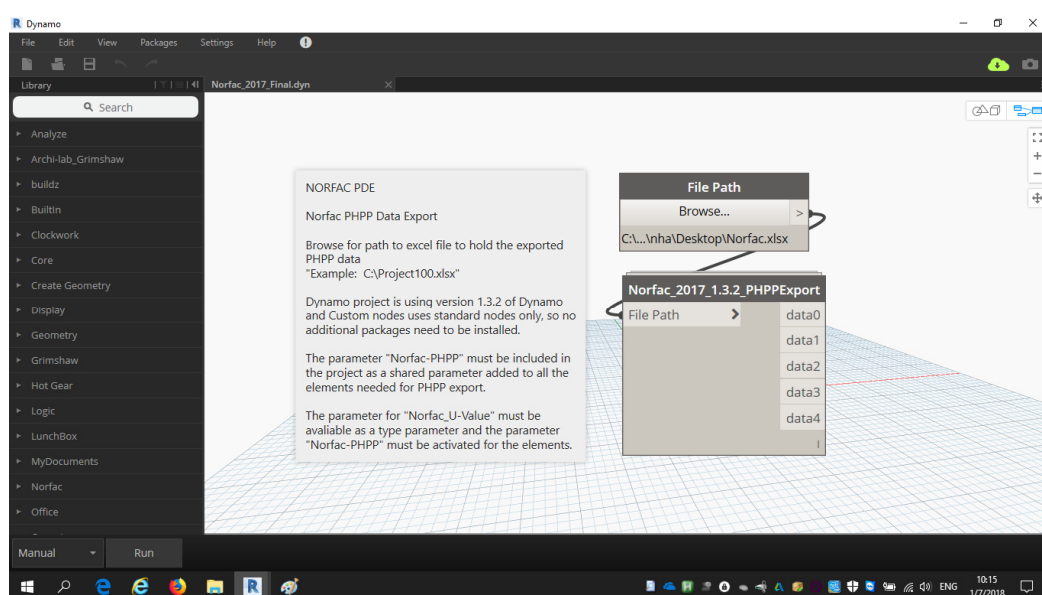 Dynamo
File Edit View Packages Settings Help
Library
Norfac_2017_Final.dyn
Search
Analyze
Archi-lab_Grimshaw
buildz
BuiltIn
Clockwork
Core
Create Geometry
Display
Geometry
Grimshaw
Hot Gear
Logic
LunchBox
MyDocuments
Norfac
Office
NORFAC PDE
Norfac PHPP Data Export
Browse for path to excel file to hold the exported
PHPP data
"Example: C:\Project100.xlsx"
Dynamo project is using version 1.3.2 of Dynamo
and Custom nodes uses standard nodes only, so no
additional packages need to be installed.
The parameter "Norfac-PHPP" must be included in
the project as a shared parameter added to all the
elements needed for PHPP export.
The parameter for "Norfac_U-Value" must be
avaliable as a type parameter and the parameter
"Norfac-PHPP" must be activated for the elements.
File Path
Browse... >
C:\...\nha\Desktop\Norfac.xlsx
Norfac_2017_1.3.2_PHPPExport
File Path > data0
data1
data2
data3
data4
Manual Run
ENG
10:15
1/7/2018